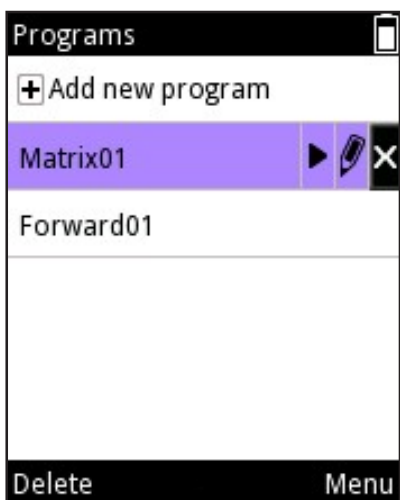 Programs
Add new program
Matrix01
Forward01
Delete Menu